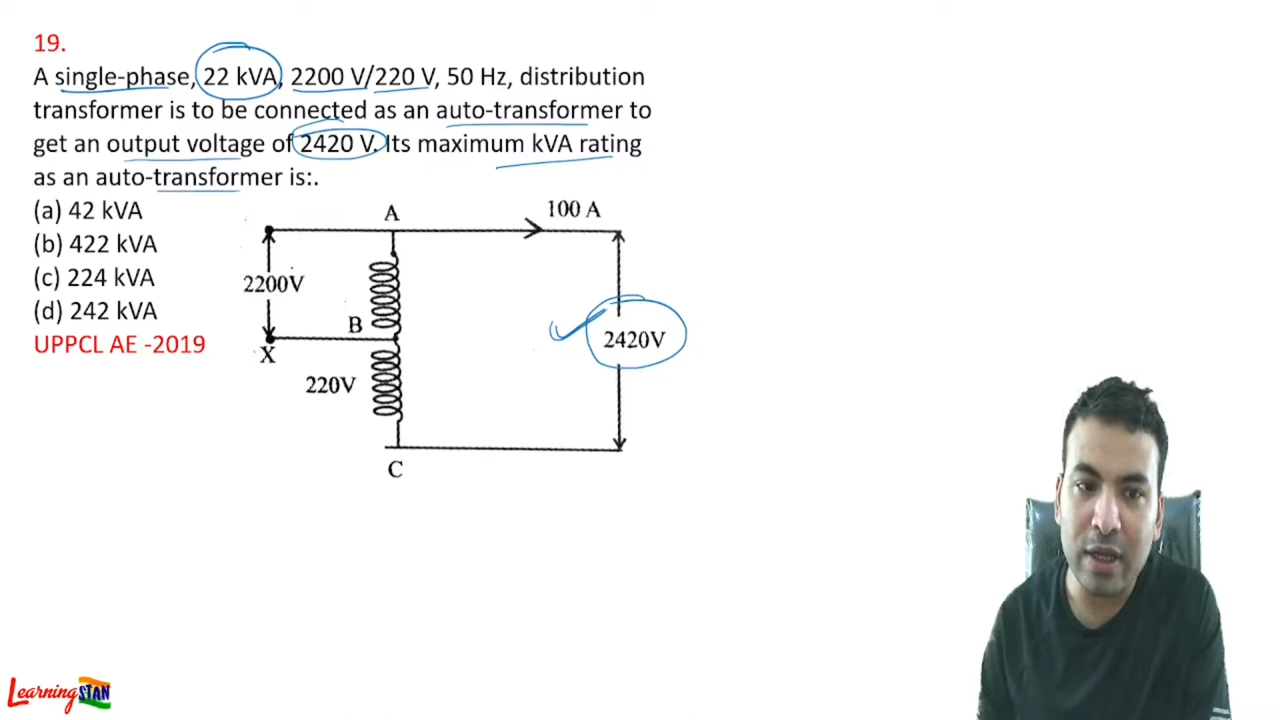 19.
A single-phase, 22 kVA, 2200 V/220 V, 50 Hz, distribution
transformer is to be connected as an auto-transformer to
get an output voltage of 2420 V. Its maximum kVA rating
as an auto-transformer is:.
(a) 42 kVA
(b) 422 kVA
(c) 224 kVA
(d) 242 kVA
UPPCL AE -2019
A
100 A
2200V
B
X
220V
2420V
C
LearningSTAN